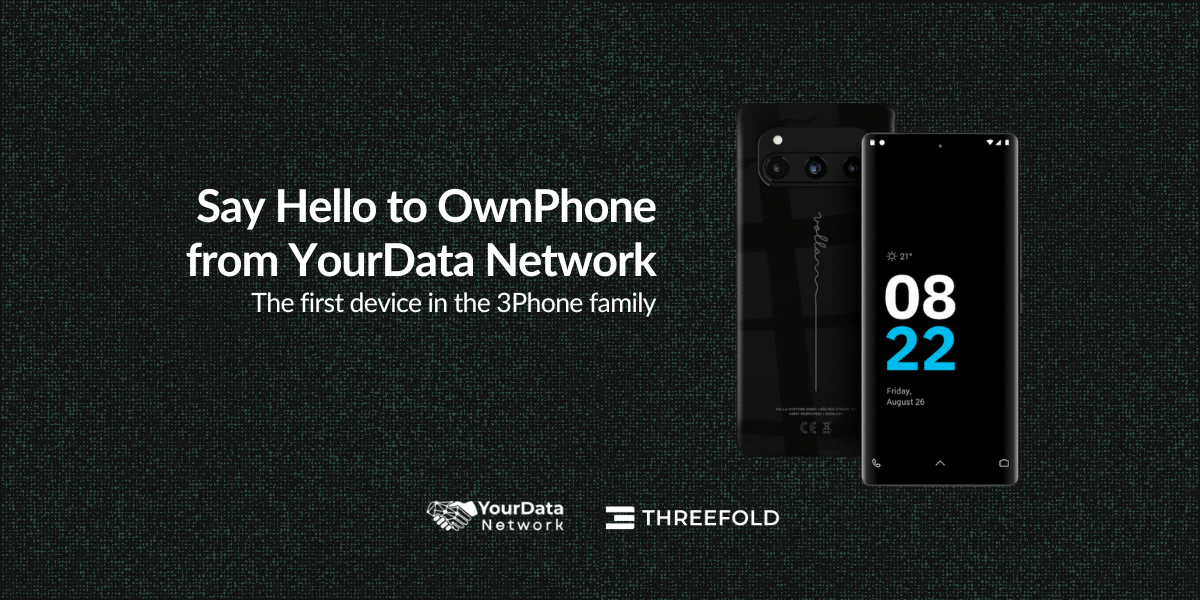 Say Hello to OwnPhone
from YourData Network
The first device in the 3Phone family
volla
21°
08
22
Friday,
August 26
YourData
Network
THREEFOLD